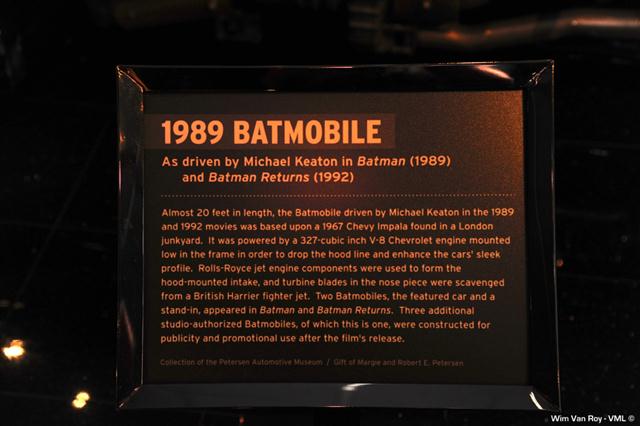 1989 BATMOBILE
As driven by Michael Keaton in Batman (1989)
and Batman Returns (1992)
Almost 20 feet in length, the Batmobile driven by Michael Keaton in the 1989
and 1992 movies was based upon a 1967 Chevy Impala found in a London
junkyard. It was powered by a 327-cubic inch V-8 Chevrolet engine mounted
low in the frame in order to drop the hood line and enhance the cars' sleek
profile. Rolls-Royce jet engine components were used to form the
hood-mounted intake, and turbine blades in the nose piece were scavenged
from a British Harrier fighter jet. Two Batmobiles, the featured car and a
stand-in, appeared in Batman and Batman Returns. Three additional
studio-authorized Batmobiles, of which this is one, were constructed for
publicity and promotional use after the film's release.
Collection of the Petersen Automotive Museum / Gift of Margie and Robert E. Petersen
Wim Van Roy - VML ©